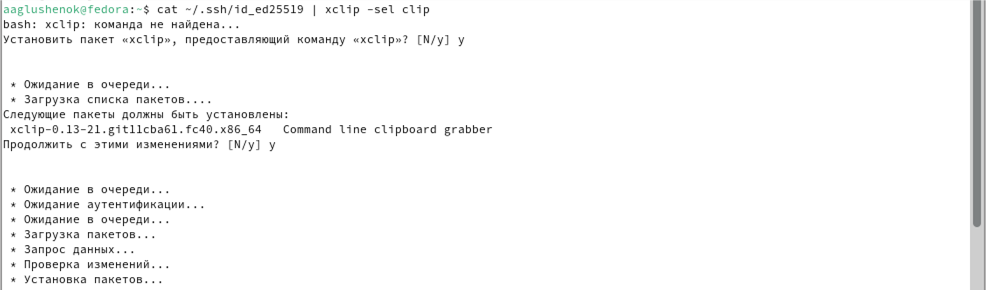 aaglushenok@fedora:~$ cat ~/.ssh/id_ed25519 | xclip -sel clip
bash: xclip: команда не найдена...
Установить пакет «xclip», предоставляющий команду «xclip»? [N/y] y
* Ожидание в очереди...
* Загрузка списка пакетов....
Следующие пакеты должны быть установлены:
xclip-0.13-21.git11cba61.fc40.x86_64   Command line clipboard grabber
Продолжить с этими изменениями? [N/y] y
* Ожидание в очереди...
* Ожидание аутентификации...
* Ожидание в очереди...
* Загрузка пакетов...
* Запрос данных...
* Проверка изменений...
* Установка пакетов...